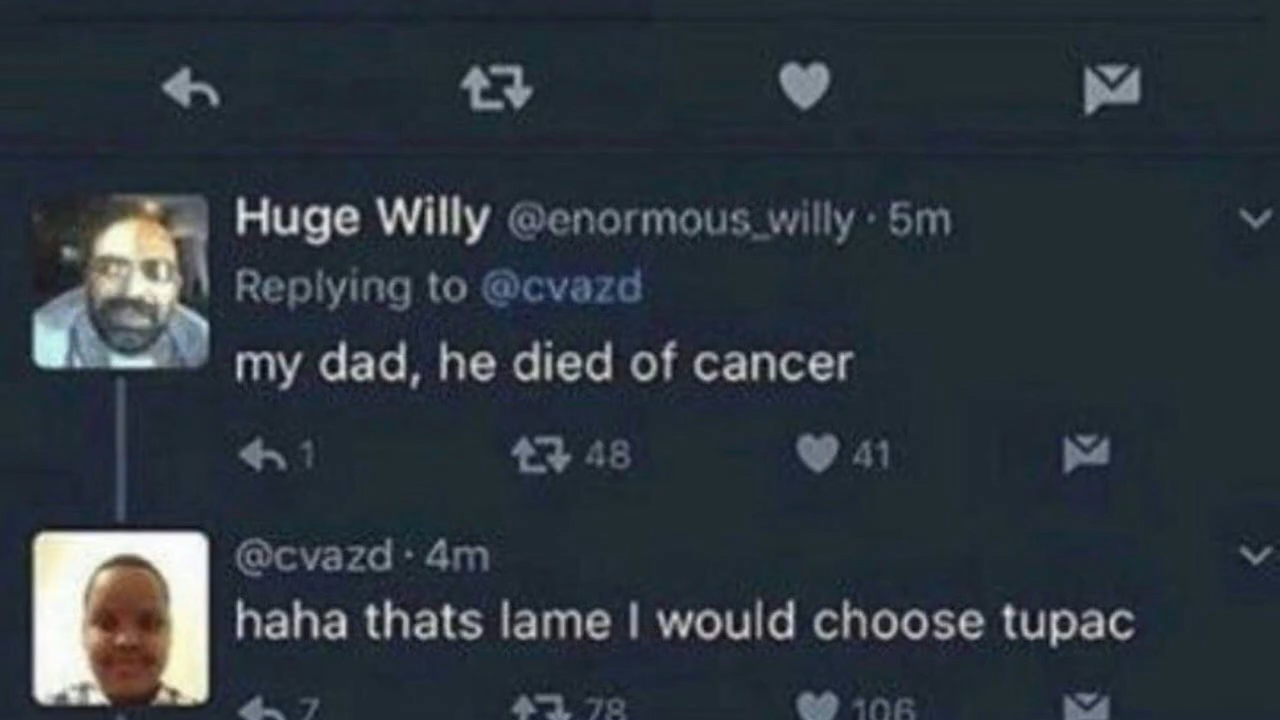 Huge Willy @enormous_willy · 5m
Replying to @cvazd
my dad, he died of cancer
1 48 41
@cvazd · 4m
haha thats lame I would choose tupac
7 78 106